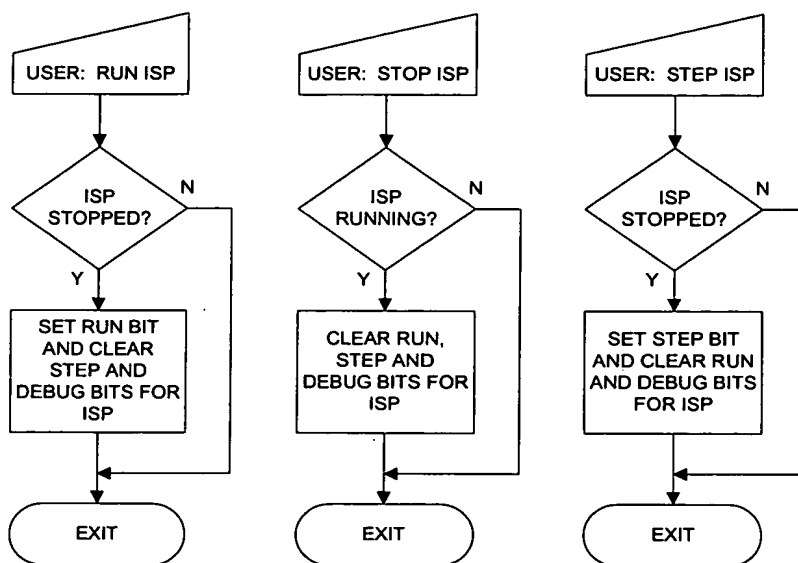 USER: RUN ISP
ISP
STOPPED?
N
Y
SET RUN BIT
AND CLEAR
STEP AND
DEBUG BITS FOR
ISP
EXIT
USER: STOP ISP
ISP
RUNNING?
N
Y
CLEAR RUN,
STEP AND
DEBUG BITS FOR
ISP
EXIT
USER: STEP ISP
ISP
STOPPED?
N
Y
SET STEP BIT
AND CLEAR RUN
AND DEBUG BITS
FOR ISP
EXIT